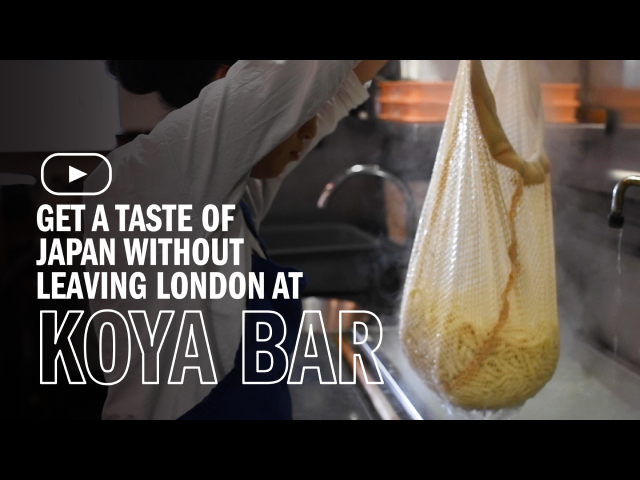 GET A TASTE OF
JAPAN WITHOUT
LEAVING LONDON AT
KOYA BAR